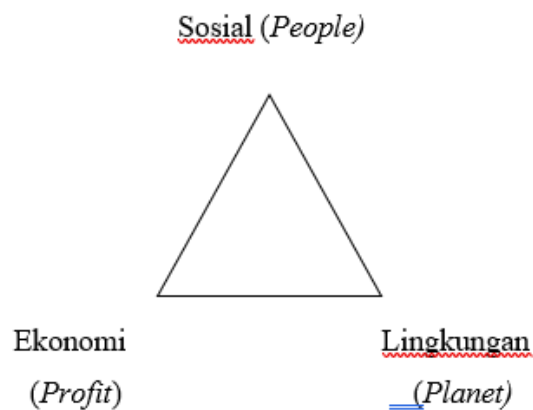 Sosial (People)
Ekonomi
(Profit)
Lingkungan
(Planet)